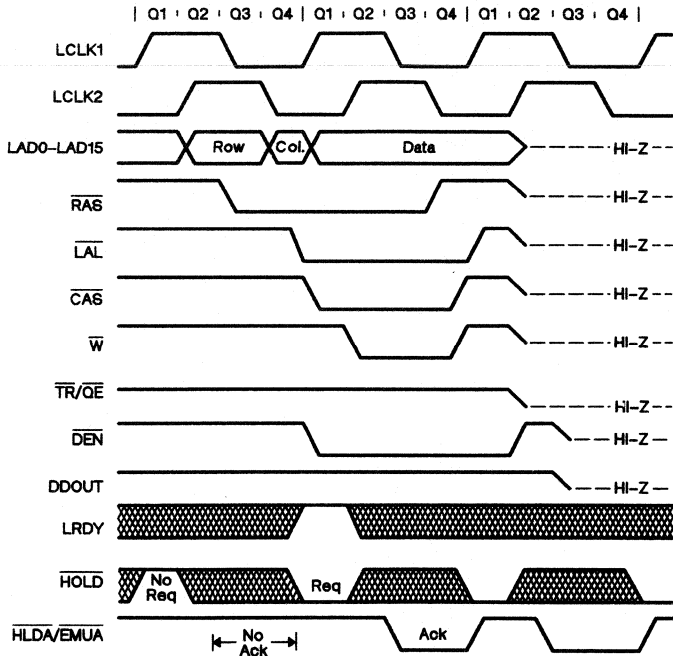 Q1 Q2 Q3 Q4 Q1 Q2 Q3 Q4 Q1 Q2 Q3 Q4
LCLK1
LCLK2
LAD0–LAD15 Row Col. Data HI–Z
RAS HI–Z
LAL HI–Z
CAS HI–Z
W HI–Z
TR/QE HI–Z
DEN HI–Z
DDOUT HI–Z
LRDY
HOLD No Req Req
HLDA/EMUA No Ack Ack